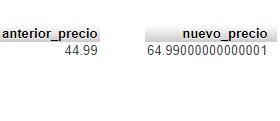 anterior_precio nuevo_precio
44.99 64.99000000000001